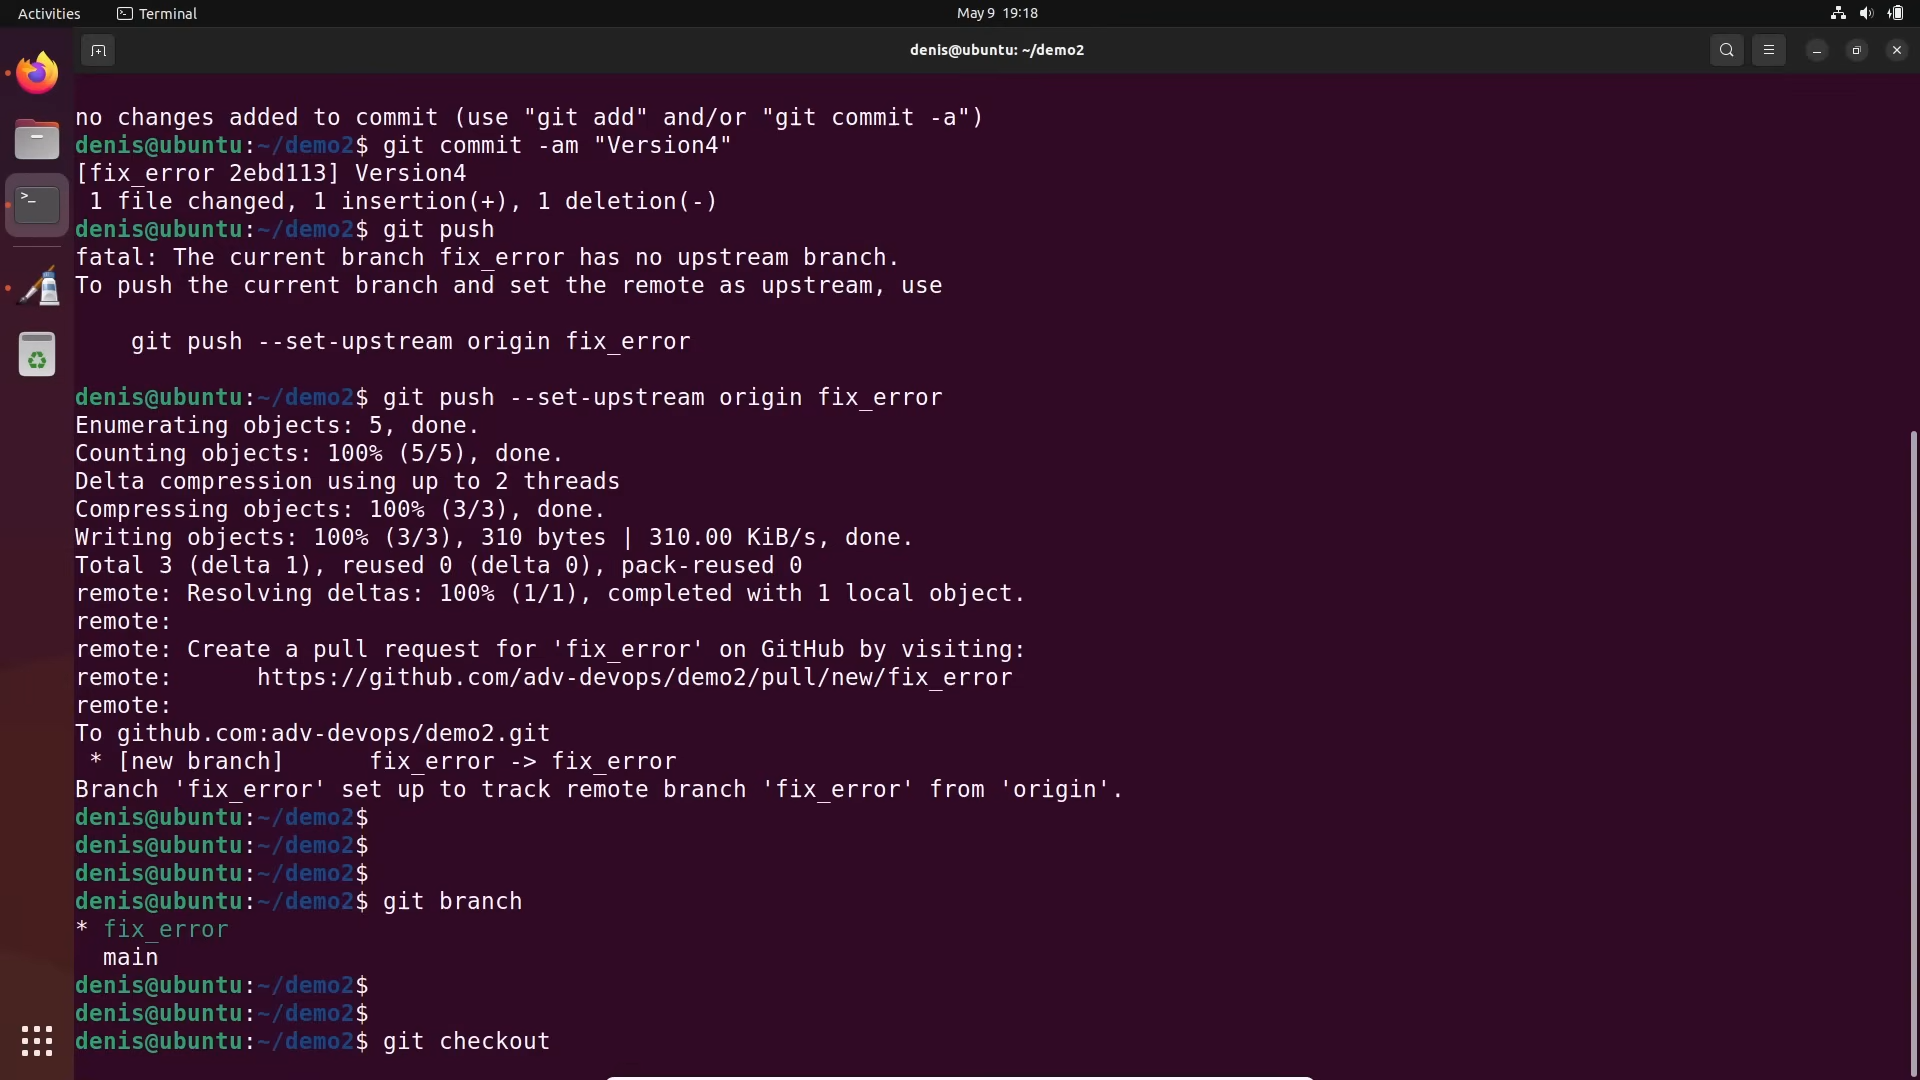 Activities
Terminal
May 9 19:18
denis@ubuntu: ~/demo2
no changes added to commit (use "git add" and/or "git commit -a")
denis@ubuntu:~/demo2$ git commit -am "Version4"
[fix_error 2ebd113] Version4
 1 file changed, 1 insertion(+), 1 deletion(-)
denis@ubuntu:~/demo2$ git push
fatal: The current branch fix_error has no upstream branch.
To push the current branch and set the remote as upstream, use
    git push --set-upstream origin fix_error
denis@ubuntu:~/demo2$ git push --set-upstream origin fix_error
Enumerating objects: 5, done.
Counting objects: 100% (5/5), done.
Delta compression using up to 2 threads
Compressing objects: 100% (3/3), done.
Writing objects: 100% (3/3), 310 bytes | 310.00 KiB/s, done.
Total 3 (delta 1), reused 0 (delta 0), pack-reused 0
remote: Resolving deltas: 100% (1/1), completed with 1 local object.
remote:
remote: Create a pull request for 'fix_error' on GitHub by visiting:
remote:      https://github.com/adv-devops/demo2/pull/new/fix_error
remote:
To github.com:adv-devops/demo2.git
 * [new branch]      fix_error -> fix_error
Branch 'fix_error' set up to track remote branch 'fix_error' from 'origin'.
denis@ubuntu:~/demo2$
denis@ubuntu:~/demo2$
denis@ubuntu:~/demo2$
denis@ubuntu:~/demo2$ git branch
* fix_error
  main
denis@ubuntu:~/demo2$
denis@ubuntu:~/demo2$
denis@ubuntu:~/demo2$ git checkout